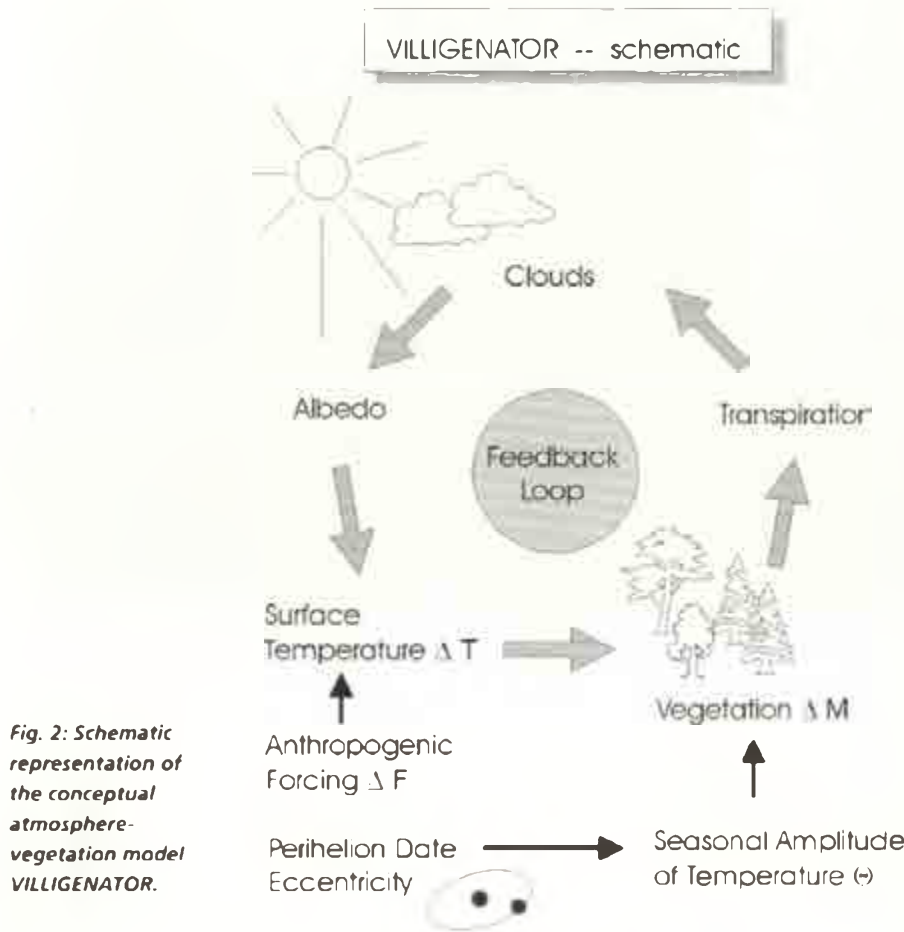 VILLIGENATOR -- schematic
Clouds
Albedo
Transpiration
Feedback
Loop
Surface
Temperature Δ T
Vegetation Δ M
Anthropogenic
Forcing Δ F
Perihelion Date
Eccentricity
Seasonal Amplitude
of Temperature Θ
Fig. 2: Schematic
representation of
the conceptual
atmosphere-
vegetation model
VILLIGENATOR.